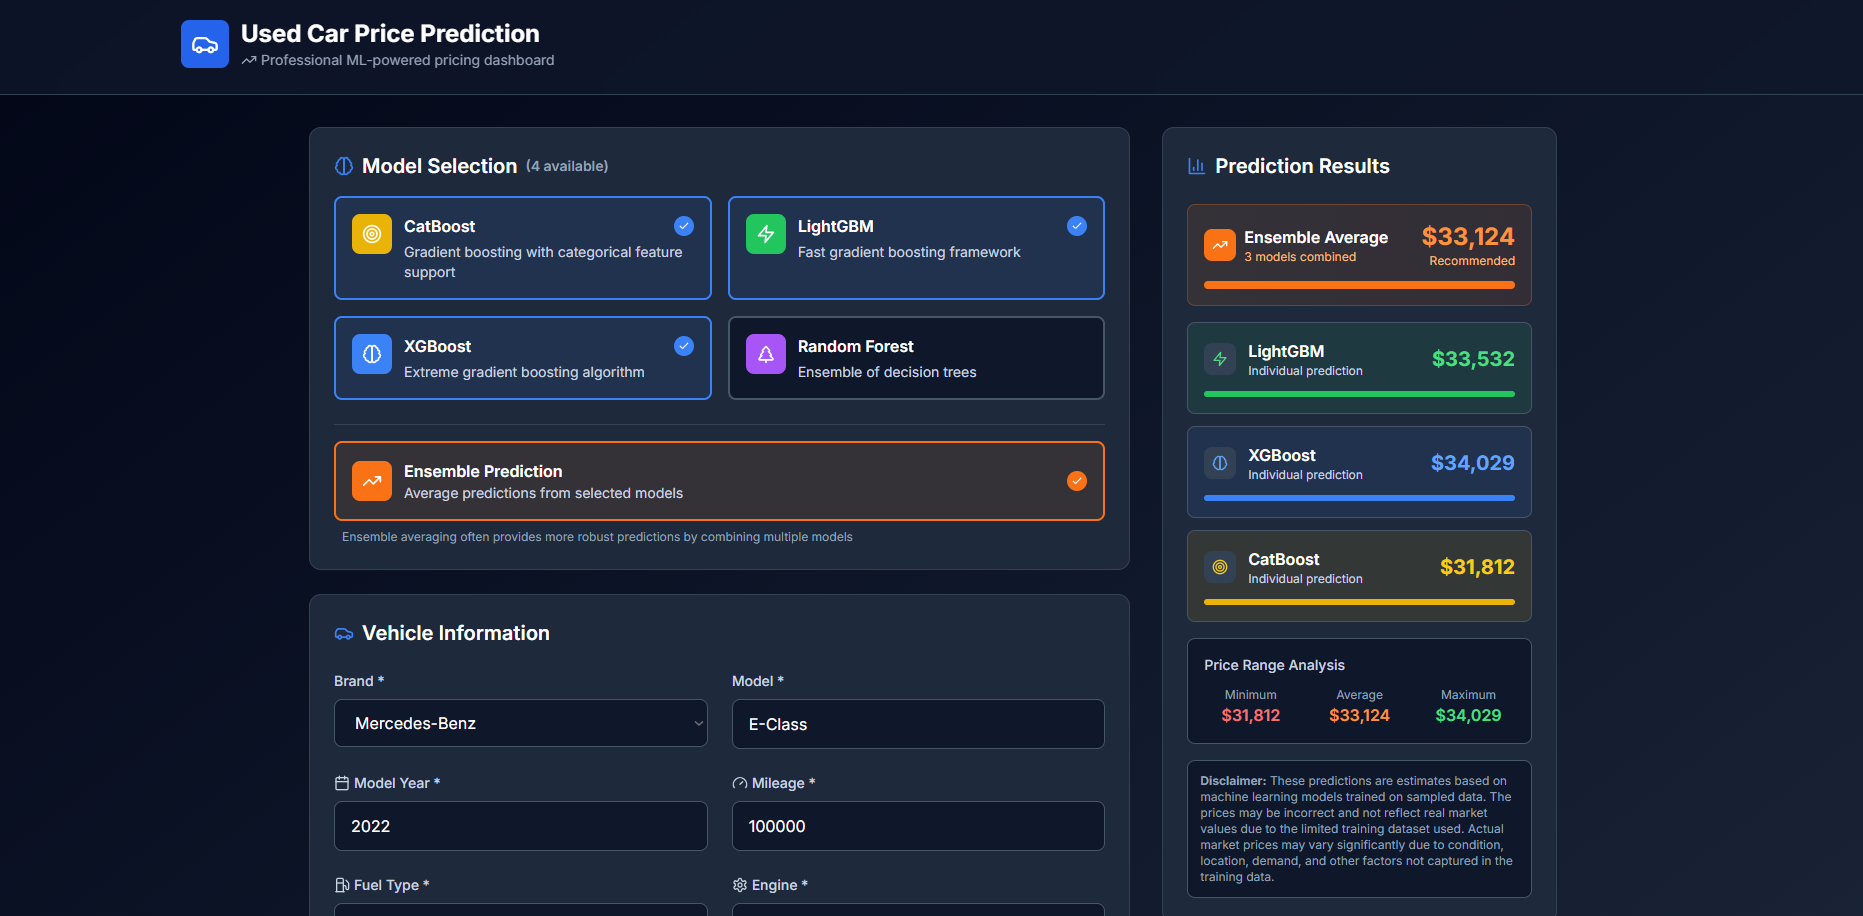 Used Car Price Prediction
Professional ML-powered pricing dashboard
Model Selection (4 available)
CatBoost
Gradient boosting with categorical feature
support
LightGBM
Fast gradient boosting framework
XGBoost
Extreme gradient boosting algorithm
Random Forest
Ensemble of decision trees
Ensemble Prediction
Average predictions from selected models
Ensemble averaging often provides more robust predictions by combining multiple models
Vehicle Information
Brand *
Mercedes-Benz
Model *
E-Class
Model Year *
2022
Mileage *
100000
Fuel Type *
Engine *
Prediction Results
Ensemble Average
3 models combined
$33,124
Recommended
LightGBM
Individual prediction
$33,532
XGBoost
Individual prediction
$34,029
CatBoost
Individual prediction
$31,812
Price Range Analysis
Minimum
$31,812
Average
$33,124
Maximum
$34,029
Disclaimer: These predictions are estimates based on
machine learning models trained on sampled data. The
prices may be incorrect and not reflect real market
values due to the limited training dataset used. Actual
market prices may vary significantly due to condition,
location, demand, and other factors not captured in the
training data.